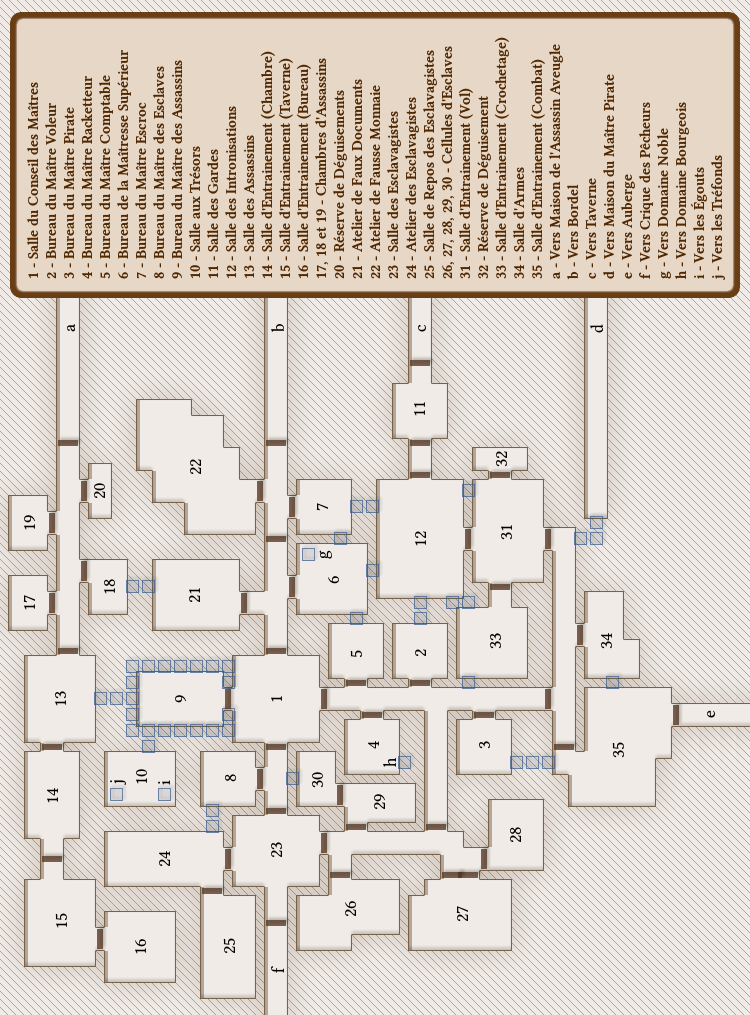 1 - Salle du Conseil des Maîtres
2 - Bureau du Maître Voleur
3 - Bureau du Maître Pirate
4 - Bureau du Maître Racketteur
5 - Bureau du Maître Comptable
6 - Bureau de la Maîtresse Supérieur
7 - Bureau du Maître Escroc
8 - Bureau du Maître des Esclaves
9 - Bureau du Maître des Assassins
10 - Salle aux Trésors
11 - Salle des Gardes
12 - Salle des Intronisations
13 - Salle des Assassins
14 - Salle d'Entrainement (Chambre)
15 - Salle d'Entrainement (Taverne)
16 - Salle d'Entrainement (Bureau)
17, 18 et 19 - Chambres d'Assassins
20 - Réserve de Déguisements
21 - Atelier de Faux Documents
22 - Atelier de Fausse Monnaie
23 - Salle des Esclavagistes
24 - Atelier des Esclavagistes
25 - Salle de Repos des Esclavagistes
26, 27, 28, 29, 30 - Cellules d'Esclaves
31 - Salle d'Entrainement (Vol)
32 - Réserve de Déguisement
33 - Salle d'Entrainement (Crochetage)
34 - Salle d'Armes
35 - Salle d'Entrainement (Combat)
a - Vers Maison de l'Assassin Aveugle
b - Vers Bordel
c - Vers Taverne
d - Vers Maison du Maître Pirate
e - Vers Auberge
f - Vers Crique des Pêcheurs
g - Vers Domaine Noble
h - Vers Domaine Bourgeois
i - Vers les Égouts
J - Vers les Tréfonds
a
b
c
d
11
22
32
19
20
7
12
31
g
6
17
18
21
5
2
33
34
13
9
1
e
14
j
10
i
8
30
4
h
3
35
29
24
23
28
15
16
25
26
27
f